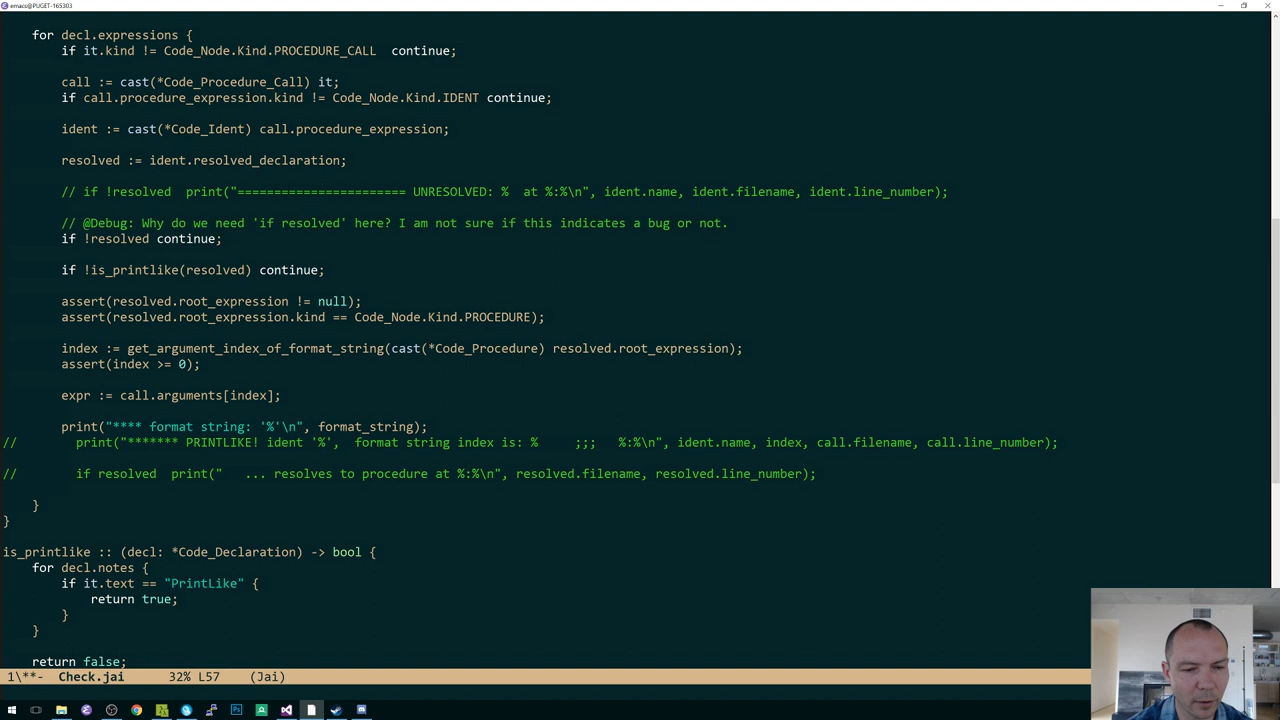 emacs@PUGET-165303
for decl.expressions {
if it.kind != Code_Node.Kind.PROCEDURE_CALL  continue;
call := cast(*Code_Procedure_Call) it;
if call.procedure_expression.kind != Code_Node.Kind.IDENT continue;
ident := cast(*Code_Ident) call.procedure_expression;
resolved := ident.resolved_declaration;
// if !resolved  print("======================= UNRESOLVED: %  at %:%\n", ident.name, ident.filename, ident.line_number);
// @Debug: Why do we need 'if resolved' here? I am not sure if this indicates a bug or not.
if !resolved continue;
if !is_printlike(resolved) continue;
assert(resolved.root_expression != null);
assert(resolved.root_expression.kind == Code_Node.Kind.PROCEDURE);
index := get_argument_index_of_format_string(cast(*Code_Procedure) resolved.root_expression);
assert(index >= 0);
expr := call.arguments[index];
print("**** format string: '%'\n", format_string);
//        print("******* PRINTLIKE! ident '%',  format string index is: %     ;;;   %:%\n", ident.name, index, call.filename, call.line_number);
//        if resolved  print("   ... resolves to procedure at %:%\n", resolved.filename, resolved.line_number);
}
}
is_printlike :: (decl: *Code_Declaration) -> bool {
for decl.notes {
if it.text == "PrintLike" {
return true;
}
}
return false;
1\**-  Check.jai      32% L57    (Jai)